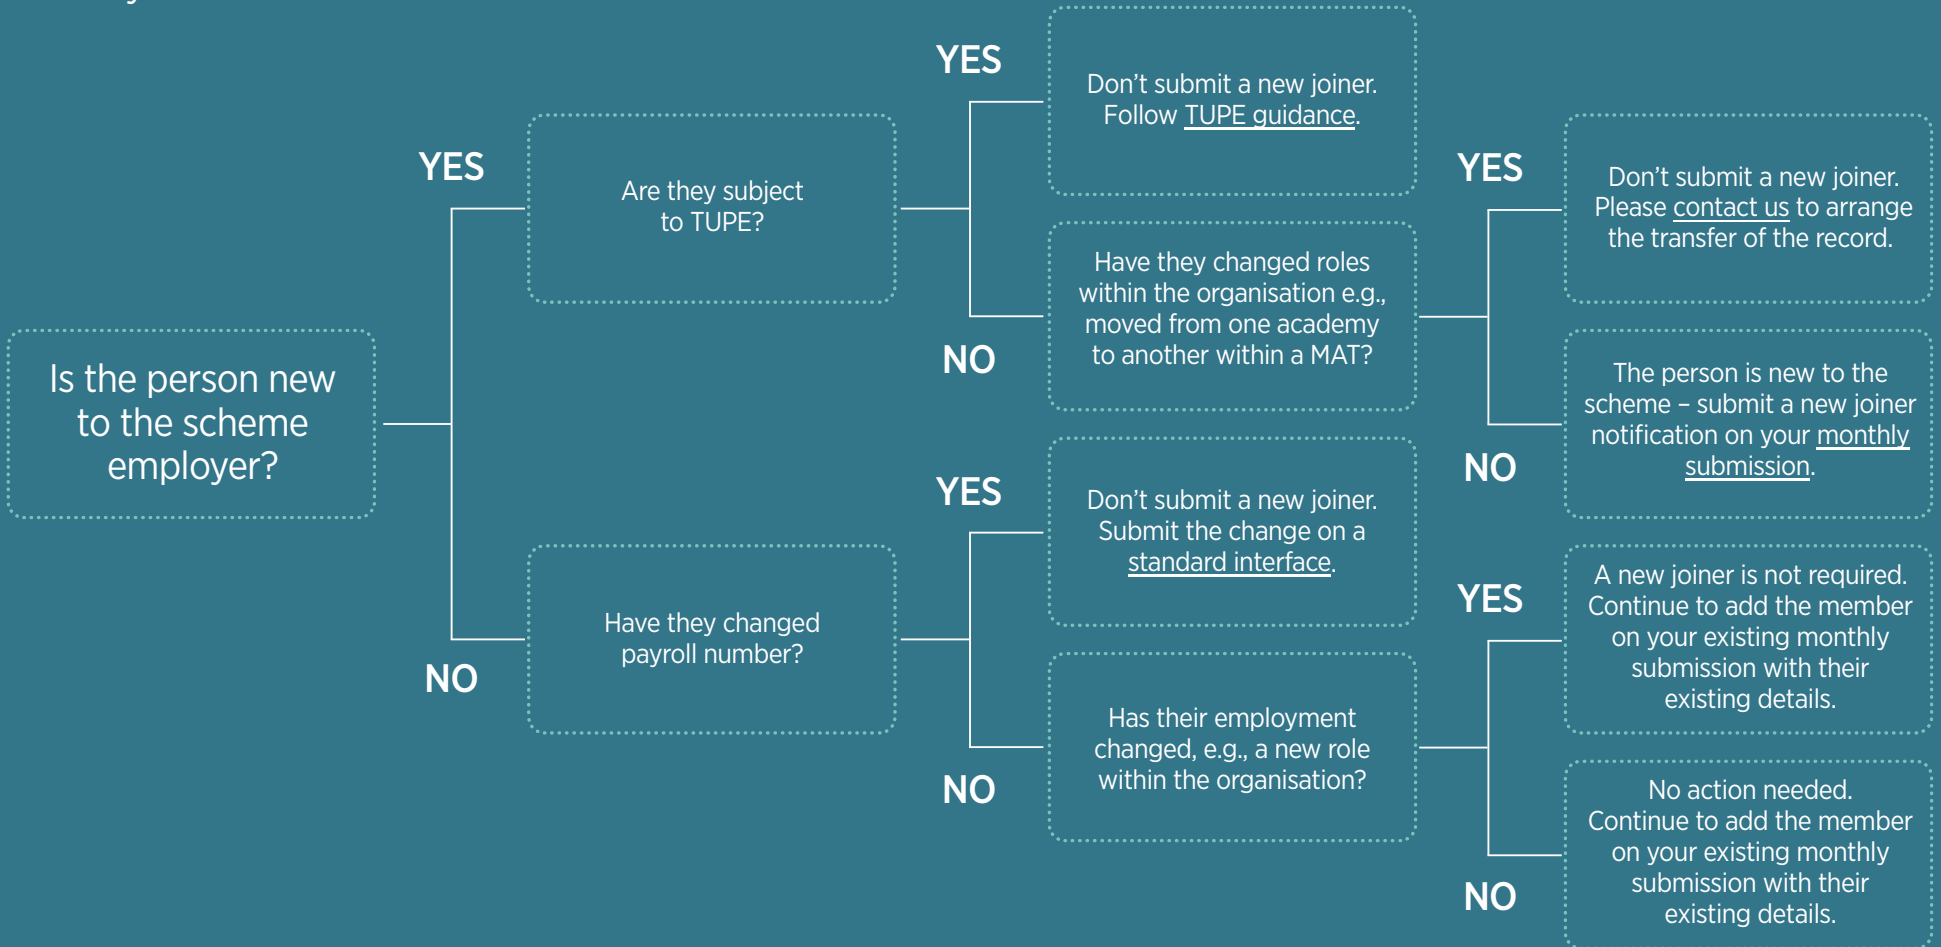 Is the person new
to the scheme
employer?
YES
Are they subject
to TUPE?
YES
Don't submit a new joiner.
Follow TUPE guidance.
NO
Have they changed roles
within the organisation e.g.,
moved from one academy
to another within a MAT?
YES
Don't submit a new joiner.
Please contact us to arrange
the transfer of the record.
NO
The person is new to the
scheme – submit a new joiner
notification on your monthly
submission.
NO
Have they changed
payroll number?
YES
Don't submit a new joiner.
Submit the change on a
standard interface.
NO
Has their employment
changed, e.g., a new role
within the organisation?
YES
A new joiner is not required.
Continue to add the member
on your existing monthly
submission with their
existing details.
NO
No action needed.
Continue to add the member
on your existing monthly
submission with their
existing details.